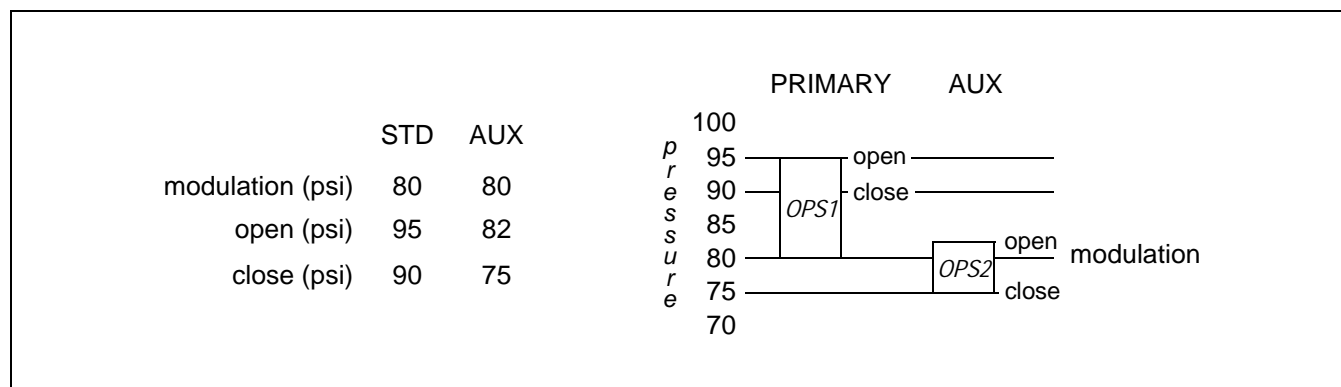 STD AUX
modulation (psi) 80 80
open (psi) 95 82
close (psi) 90 75
PRIMARY AUX
pressure
100
95 open
90 close
85
OPS1
80
75
70
OPS2
open
modulation
close